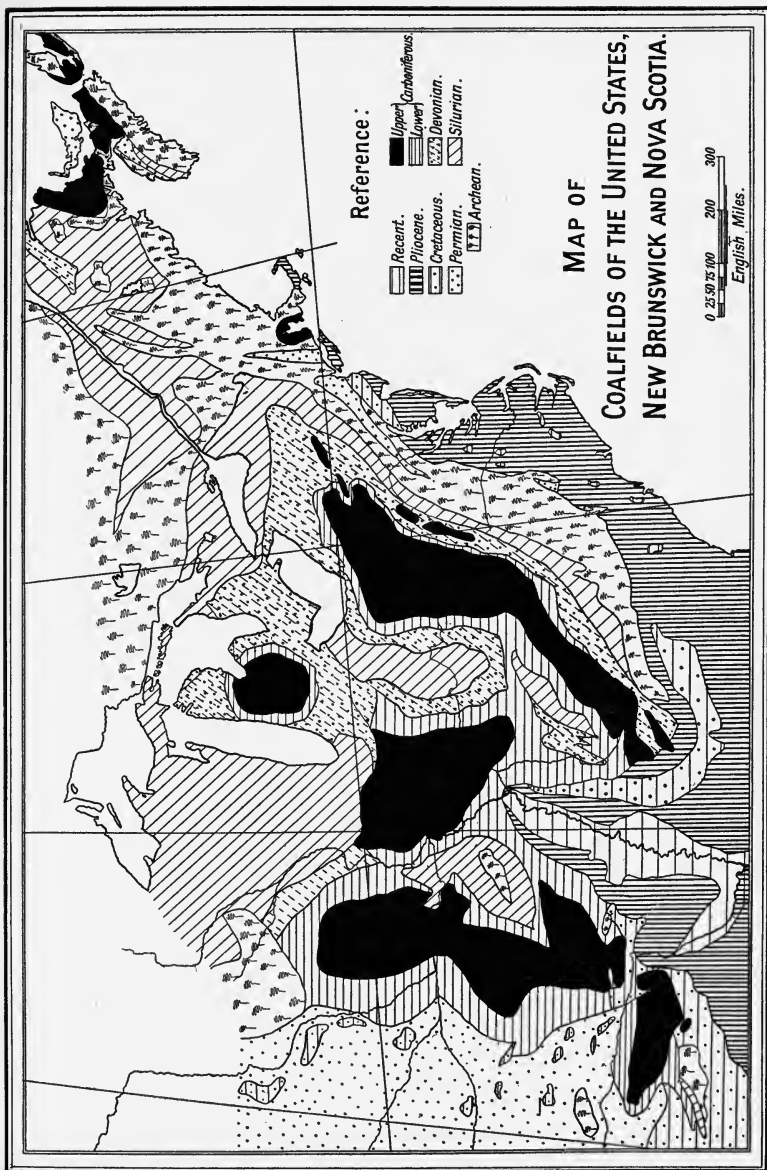 Reference:
Recent.
Pliocene.
Cretaceous.
Permian.
Archean.
Upper
Lower
Carboniferous.
Devonian.
Silurian.
MAP OF
COALFIELDS OF THE UNITED STATES,
NEW BRUNSWICK AND NOVA SCOTIA.
0 25 50 75 100 200 300
English Miles.